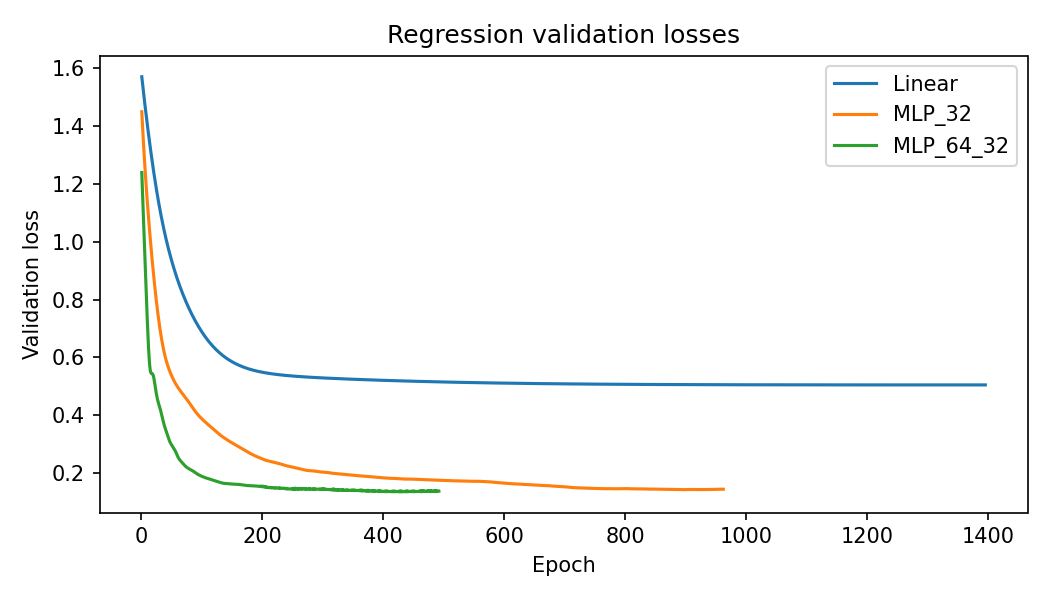 Regression validation losses
Linear
MLP_32
MLP_64_32
Validation loss
1.6
1.4
1.2
1.0
0.8
0.6
0.4
0.2
0 200 400 600 800 1000 1200 1400
Epoch